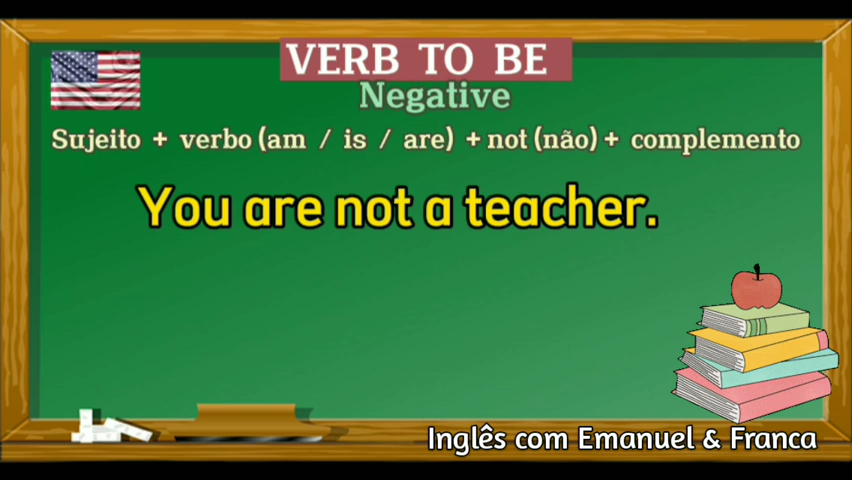 VERB TO BE
Negative
Sujeito + verbo (am / is / are) + not (não) + complemento
You are not a teacher.
Inglês com Emanuel & Franca